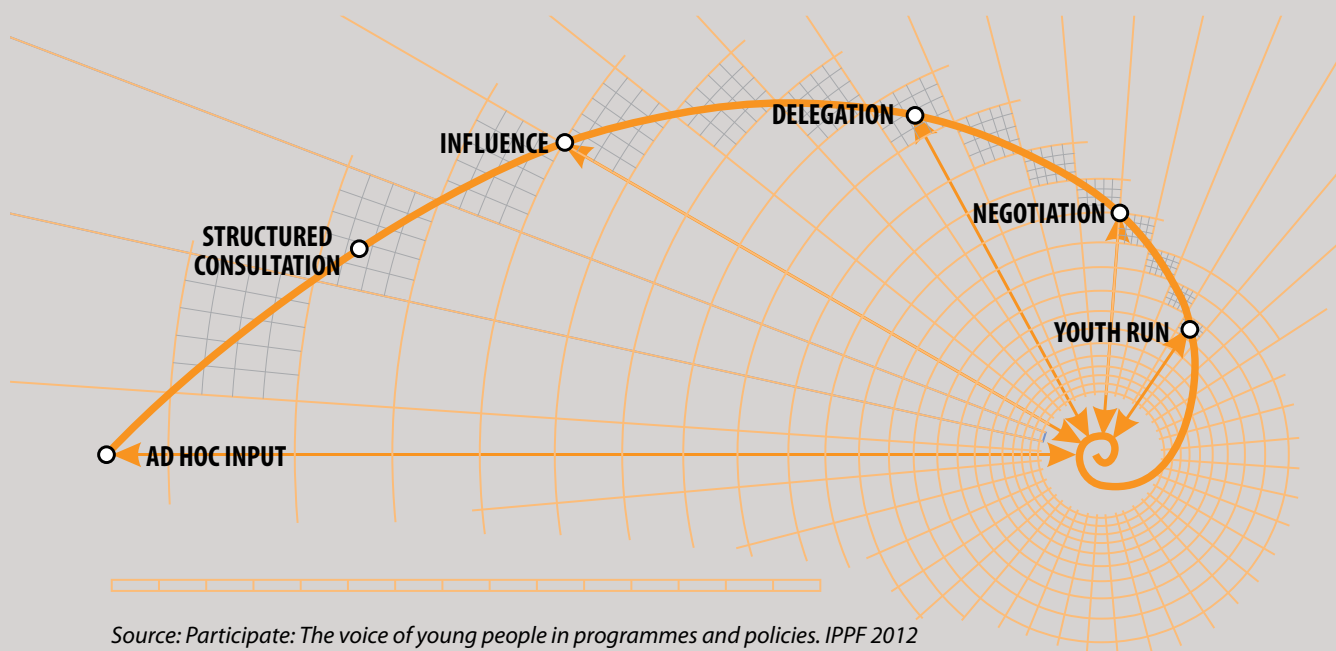 DELEGATION
INFLUENCE
NEGOTIATION
STRUCTURED
CONSULTATION
YOUTH RUN
AD HOC INPUT
Source: Participate: The voice of young people in programmes and policies. IPPF 2012